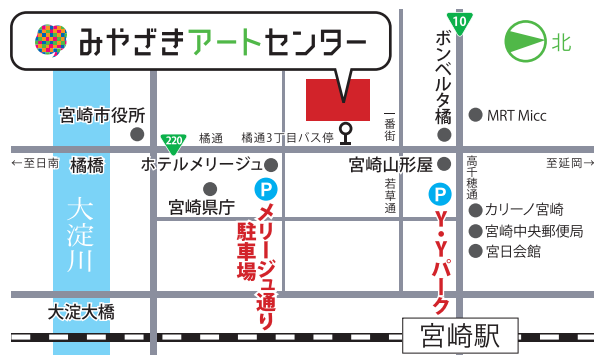 みやざきアートセンター
10
北
ボンベルタ橘
宮崎市役所
MRT Micc
220
橘通
橘通3丁目バス停
一番街
←至日南
橘橋
ホテルメリージュ
宮崎山形屋
高千穂通
至延岡→
P
P
若草通
大淀川
宮崎県庁
メリージュ通り
駐車場
Y・Yパーク
カリーノ宮崎
宮崎中央郵便局
宮日会館
大淀大橋
宮崎駅